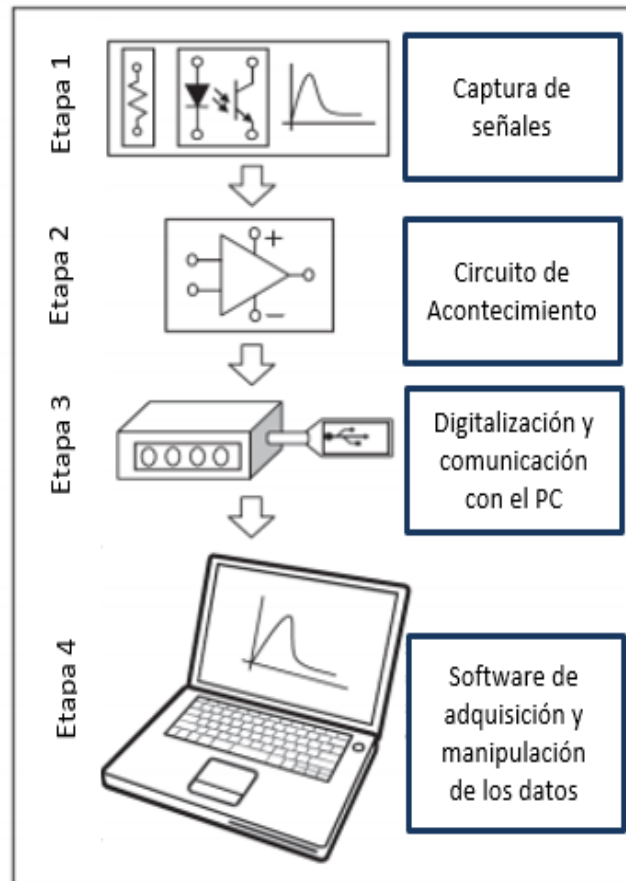 Etapa 1
Captura de
señales
Etapa 2
+
−
Circuito de
Acontecimiento
Etapa 3
Digitalización y
comunicación
con el PC
Etapa 4
Software de
adquisición y
manipulación
de los datos